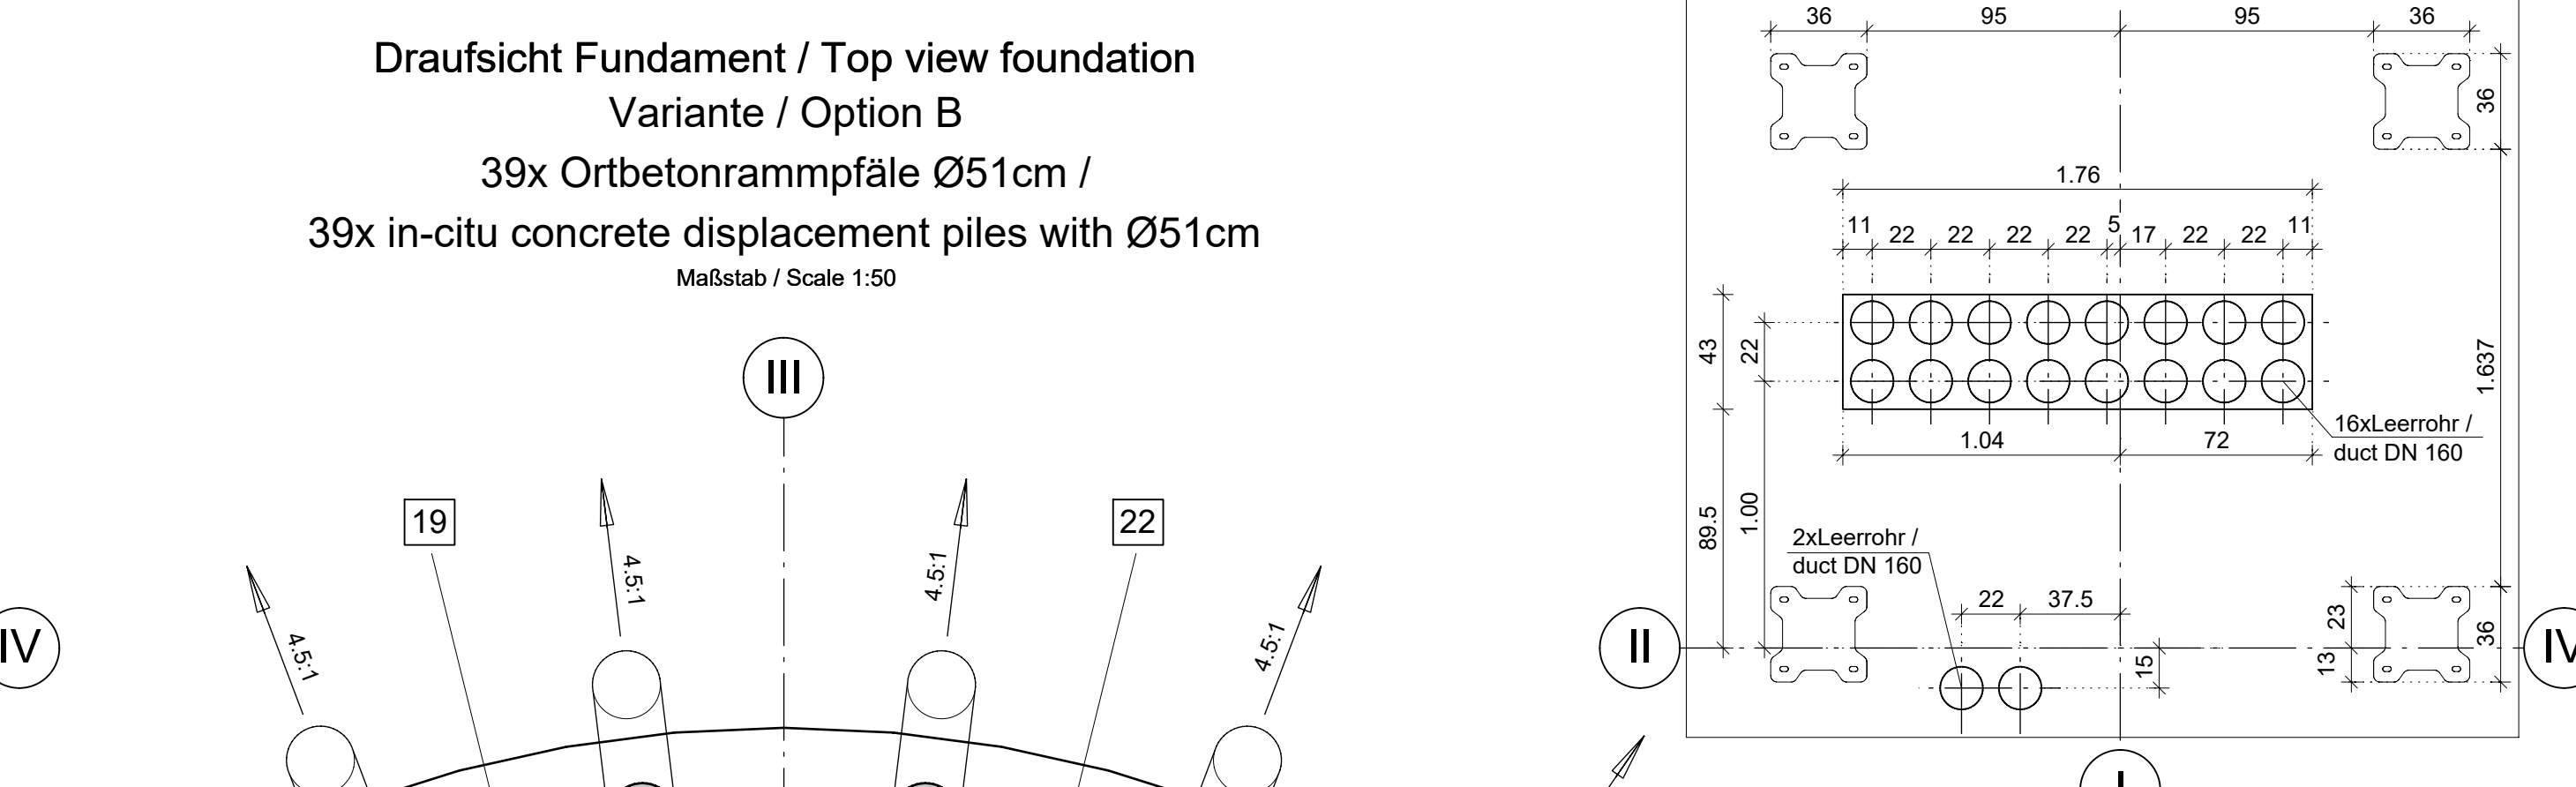 Draufsicht Fundament / Top view foundation
Variante / Option B
39x Ortbetonrammpfäle Ø51cm /
39x in-citu concrete displacement piles with Ø51cm
Maßstab / Scale 1:50
III
19
22
4.5:1
4.5:1
4.5:1
4.5:1
IV
36
95
95
36
36
1.76
11
22
22
22
22
5
17
22
22
11
43
22
1.637
16xLeerrohr /
duct DN 160
1.04
72
89.5
1.00
2xLeerrohr /
duct DN 160
22
37.5
23
36
13
15
II
IV
I